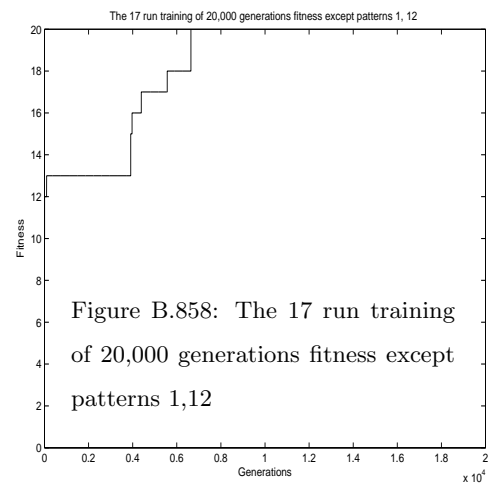 The 17 run training of 20,000 generations fitness except patterns 1, 12
20
18
16
14
12
10
8
6
4
2
0
Fitness
Figure B.858: The 17 run training
of 20,000 generations fitness except
patterns 1,12
0 0.2 0.4 0.6 0.8 1 1.2 1.4 1.6 1.8 2
Generations
x 10^4